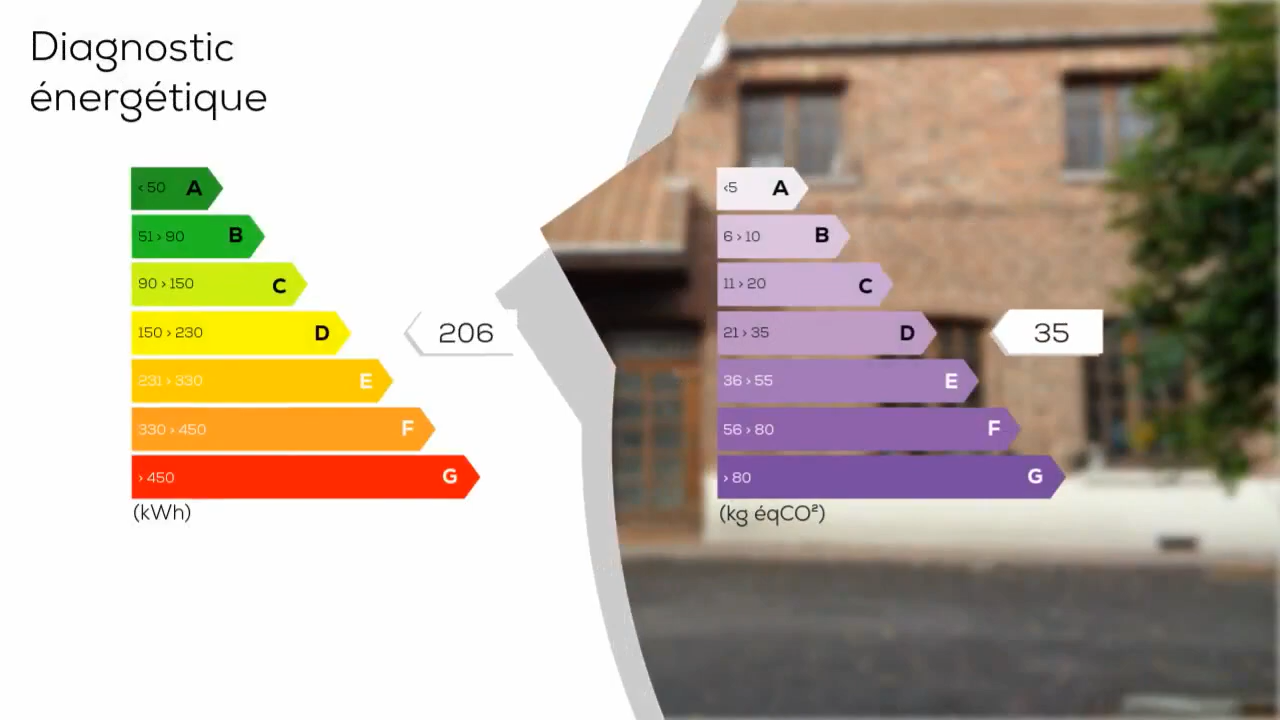 Diagnostic
énergétique
< 50 A
51 > 90 B
90 > 150 C
150 > 230 D
231 > 330 E
330 > 450 F
> 450 G
(kWh)
206
<5 A
6 > 10 B
11 > 20 C
21 > 35 D
36 > 55 E
56 > 80 F
> 80 G
(kg éqCO²)
35